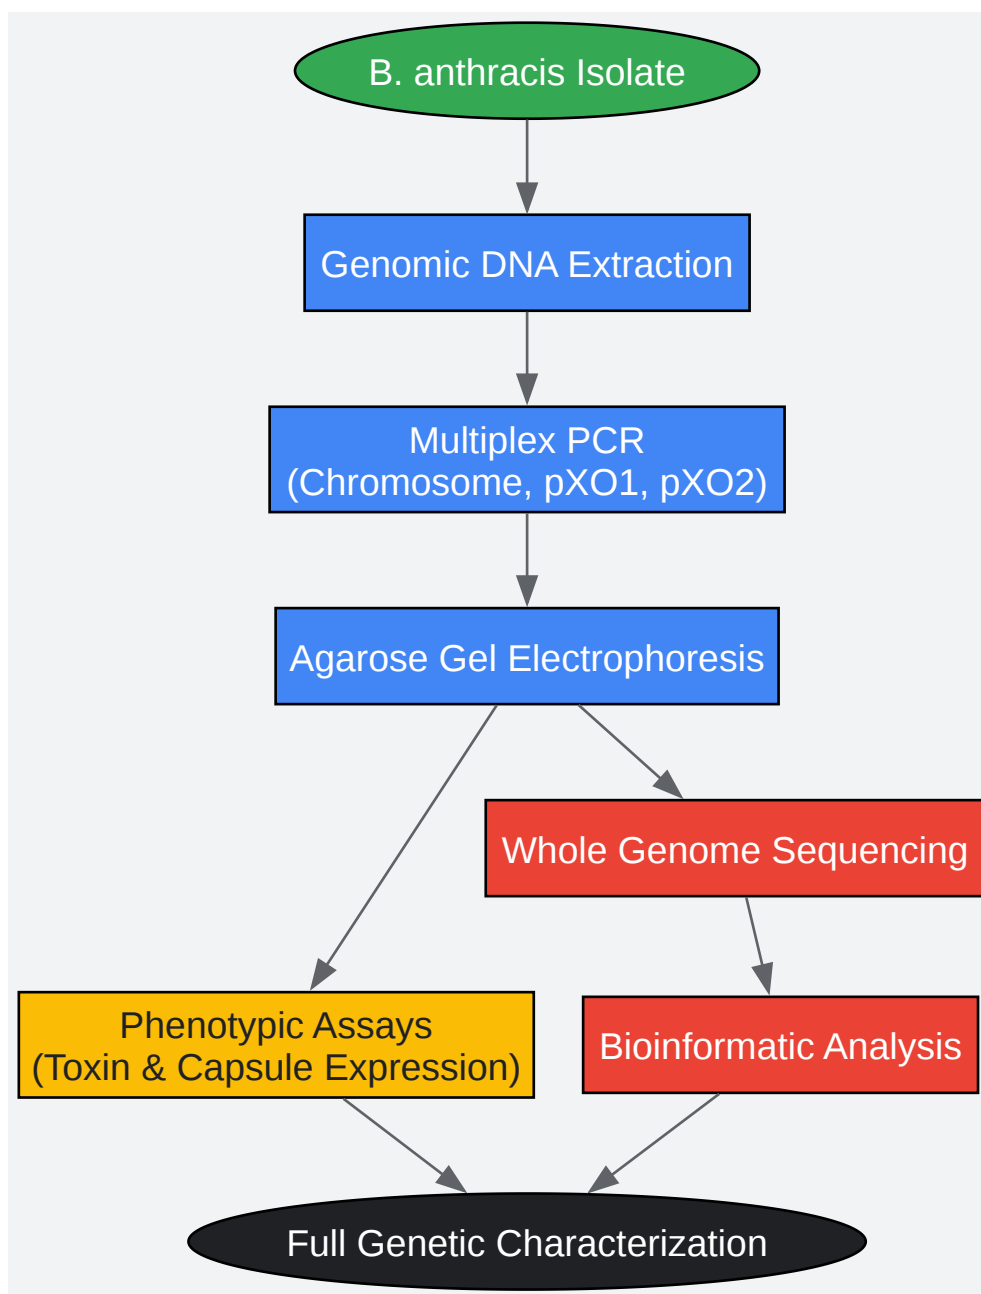 B. anthracis Isolate
Genomic DNA Extraction
Multiplex PCR
(Chromosome, pXO1, pXO2)
Agarose Gel Electrophoresis
Whole Genome Sequencing
Phenotypic Assays
(Toxin & Capsule Expression)
Bioinformatic Analysis
Full Genetic Characterization